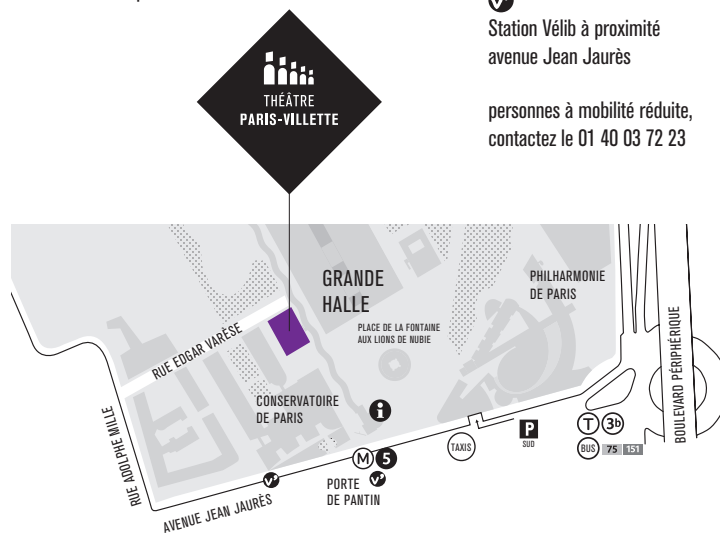 THÉÂTRE
PARIS-VILLETTE
Station Vélib à proximité
avenue Jean Jaurès
personnes à mobilité réduite,
contactez le 01 40 03 72 23
GRANDE
HALLE
PHILHARMONIE
DE PARIS
PLACE DE LA FONTAINE
AUX LIONS DE NUBIE
RUE EDGAR VARÈSE
BOULEVARD PÉRIPHÉRIQUE
CONSERVATOIRE
DE PARIS
i
RUE ADOLPHE MILLE
P
SUD
T 3b
TAXIS
BUS 75 151
M 5
PORTE
DE PANTIN
AVENUE JEAN JAURÈS